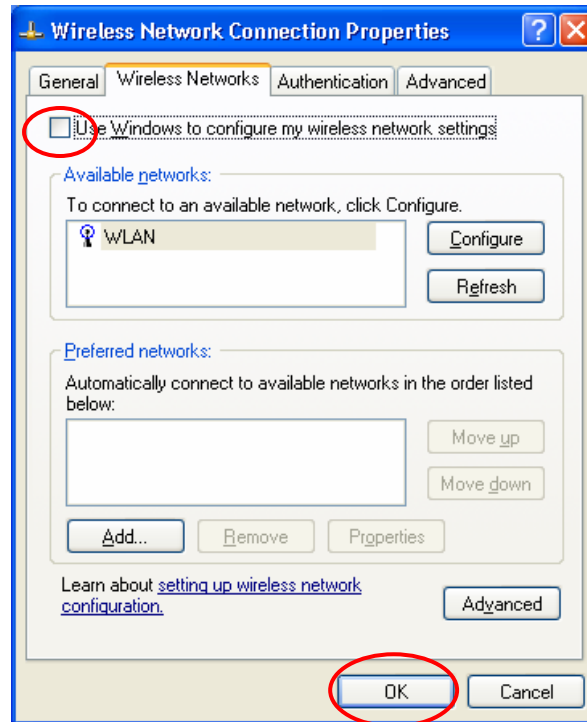 Wireless Network Connection Properties
General Wireless Networks Authentication Advanced
Use Windows to configure my wireless network settings
Available networks:
To connect to an available network, click Configure.
WLAN
Configure
Refresh
Preferred networks:
Automatically connect to available networks in the order listed
below:
Move up
Move down
Add... Remove Properties
Learn about setting up wireless network
configuration.
Advanced
OK Cancel